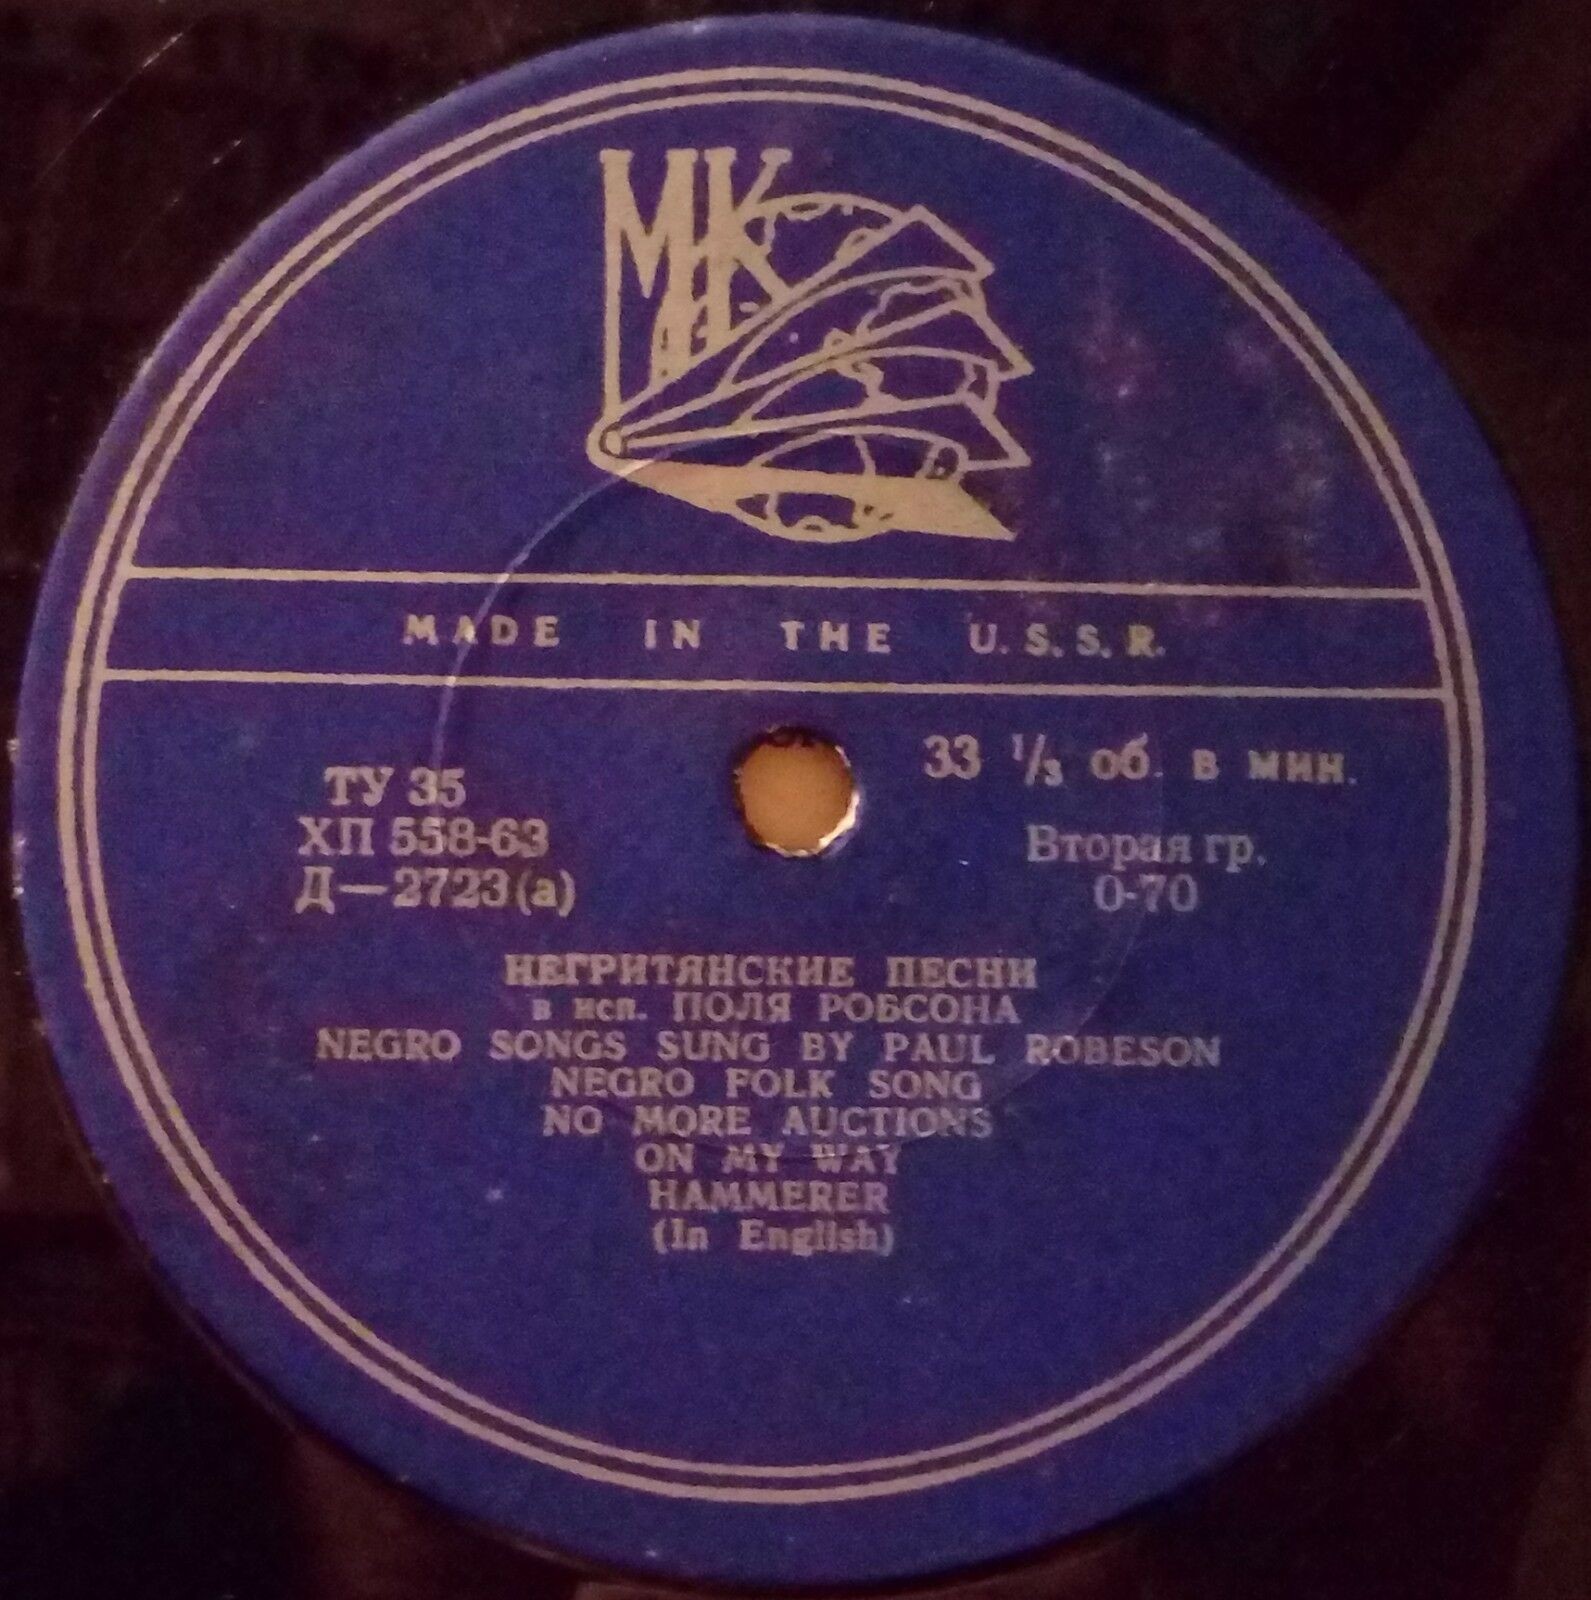 МК
MADE IN THE U.S.S.R.
33 1/3 об. в мин.
ТУ 35
ХП 558-63
Д—2723(а)
Вторая гр.
0-70
НЕГРИТЯНСКИЕ ПЕСНИ
в исп. ПОЛЯ РОБСОНА
NEGRO SONGS SUNG BY PAUL ROBESON
NEGRO FOLK SONG
NO MORE AUCTIONS
ON MY WAY
HAMMERER
(In English)